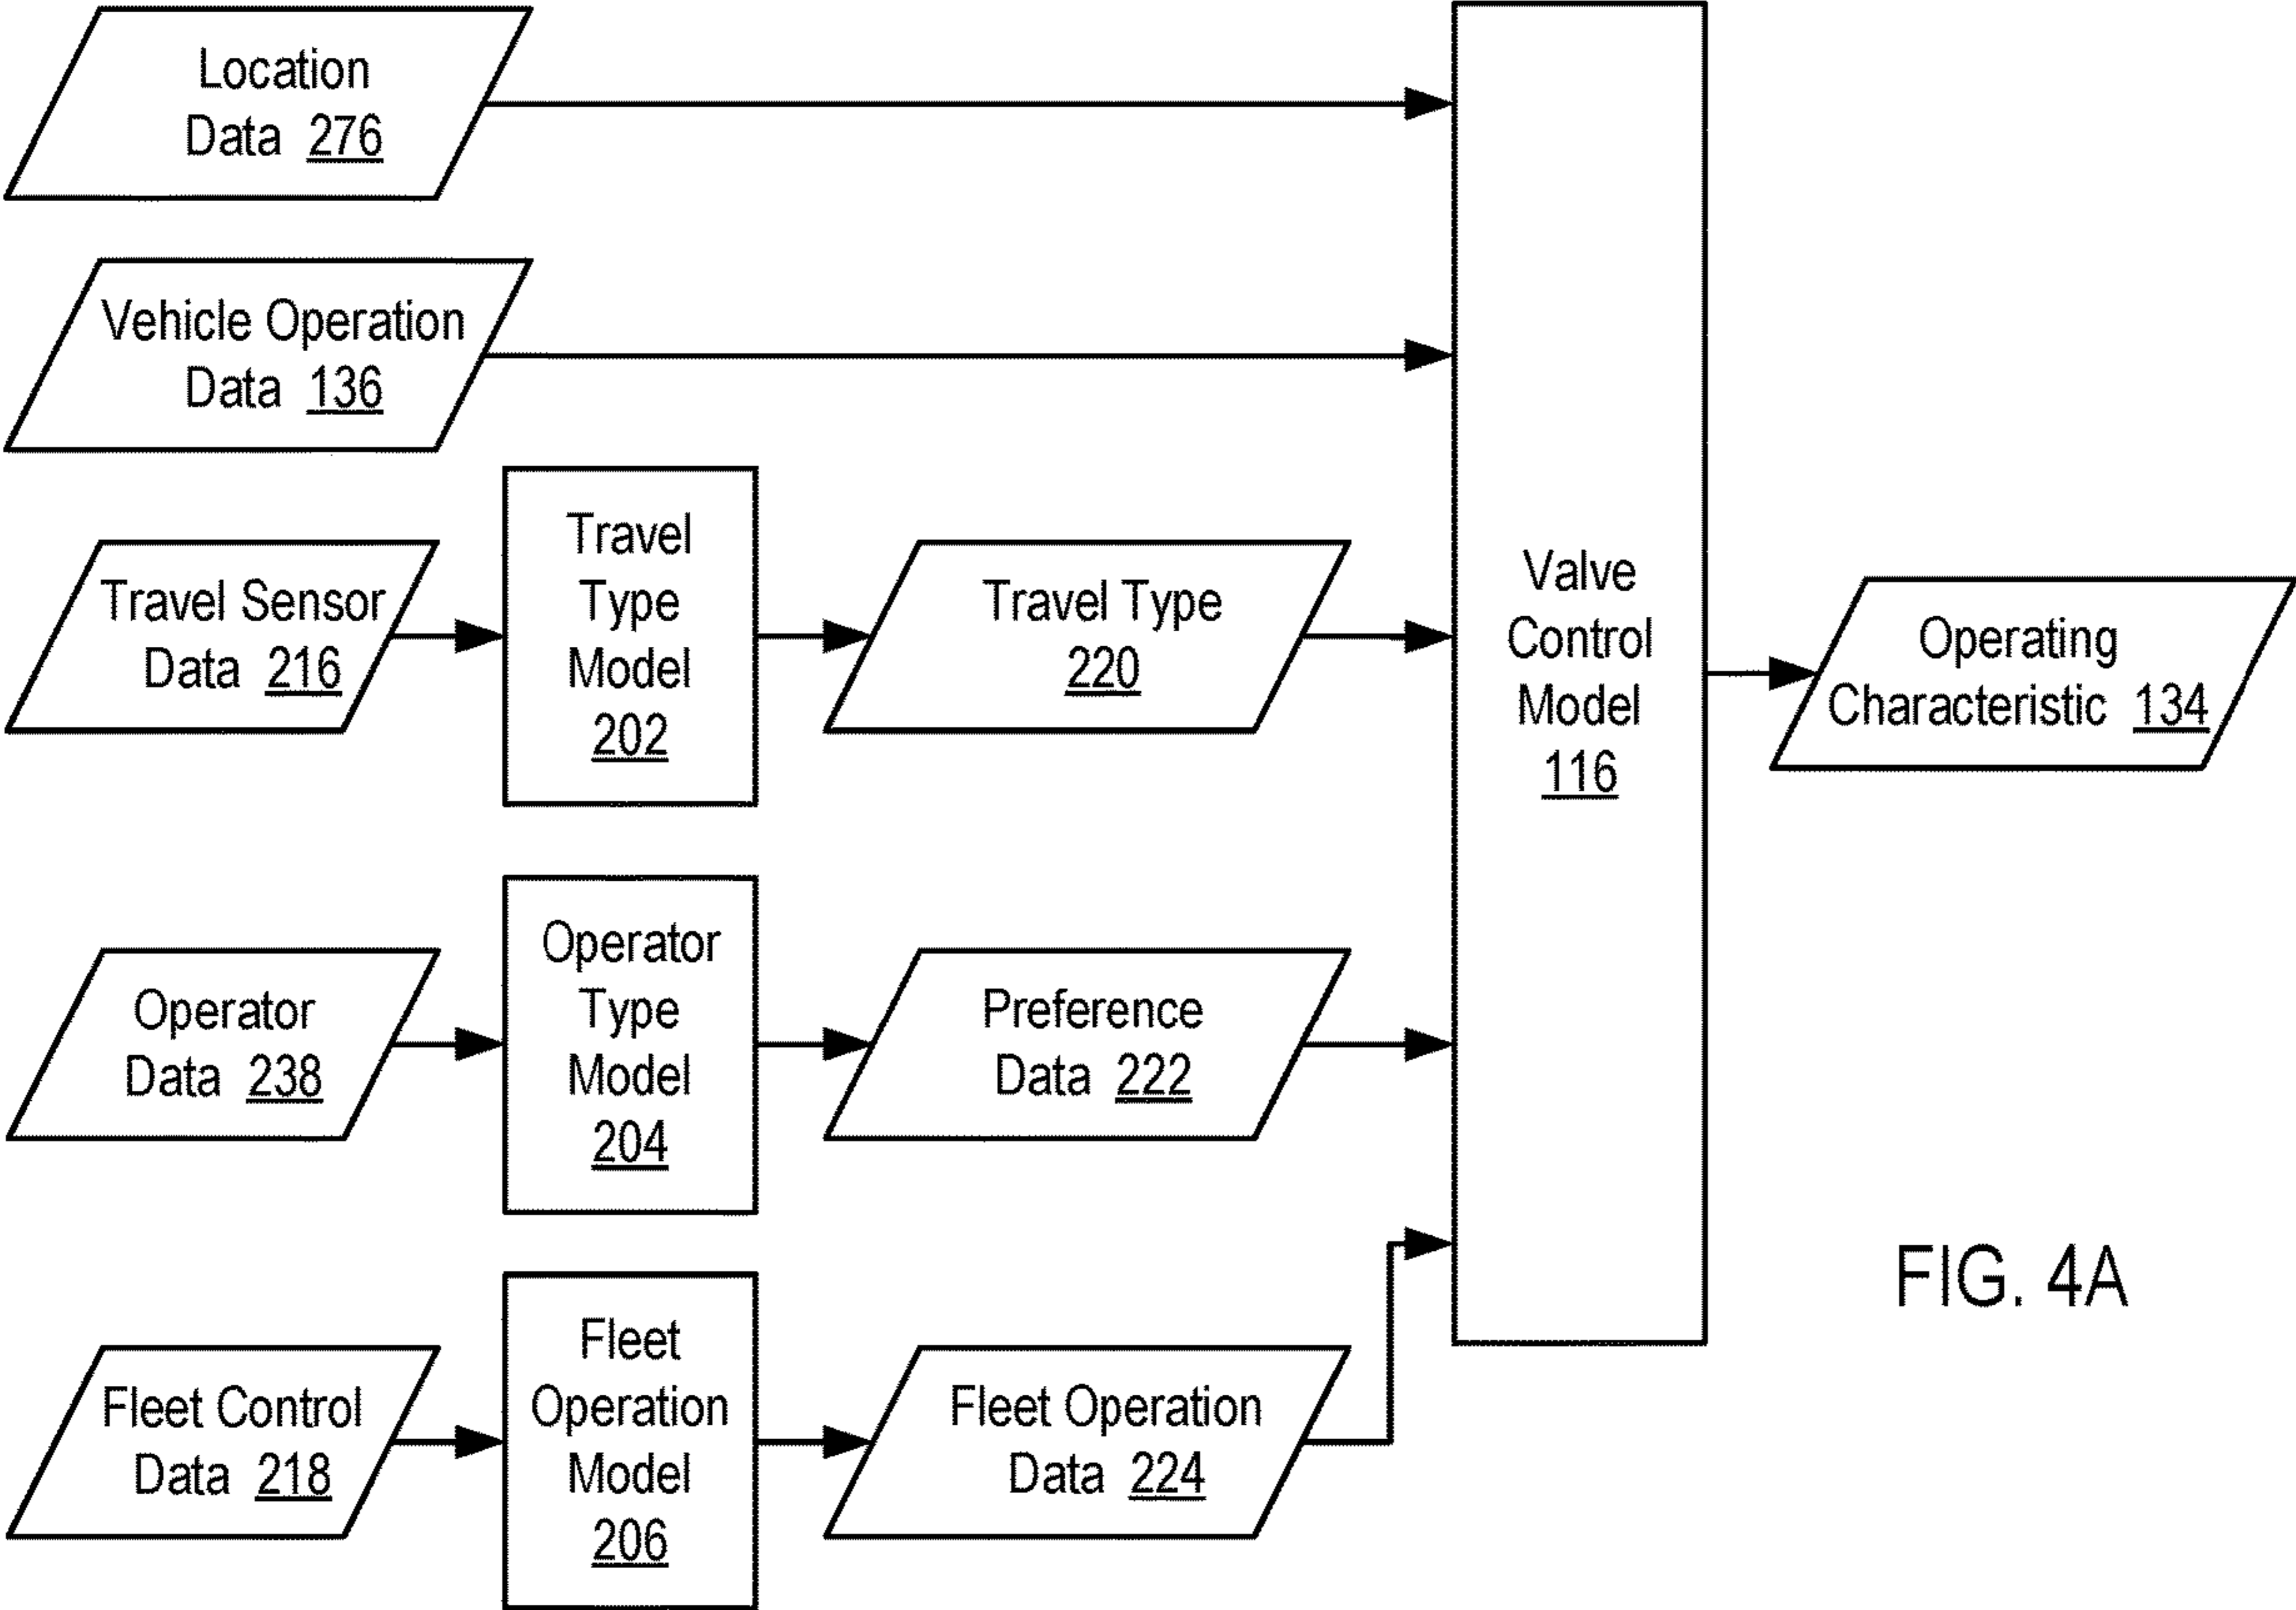 Location
Data 276
Vehicle Operation
Data 136
Travel Sensor
Data 216
Travel
Type
Model
202
Travel Type
220
Operator
Data 238
Operator
Type
Model
204
Preference
Data 222
Fleet Control
Data 218
Fleet
Operation
Model
206
Fleet Operation
Data 224
Valve
Control
Model
116
Operating
Characteristic 134
FIG. 4A